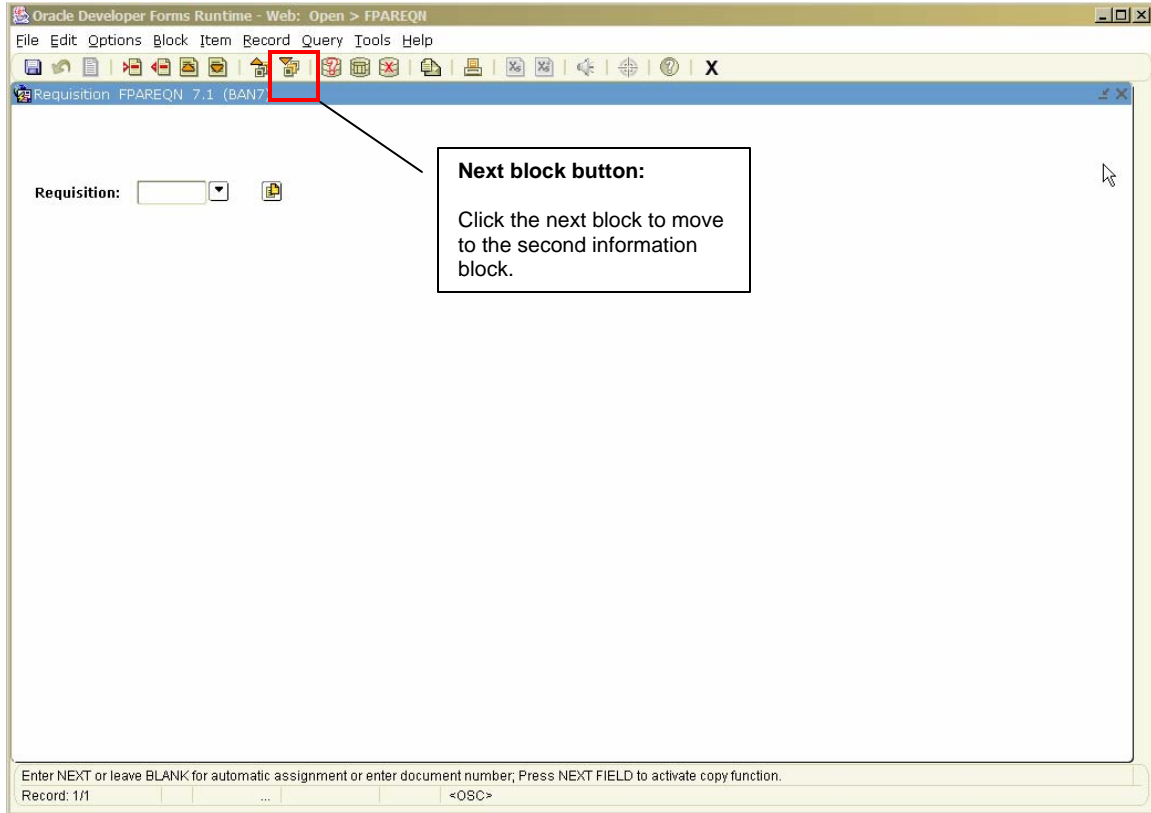 Oracle Developer Forms Runtime - Web: Open > FPAREQN
File Edit Options Block Item Record Query Tools Help
X
Requisition FPAREQN 7.1 (BAN7)
Next block button:
Requisition:
Click the next block to move
to the second information
block.
Enter NEXT or leave BLANK for automatic assignment or enter document number; Press NEXT FIELD to activate copy function.
Record: 1/1 ... <OSC>